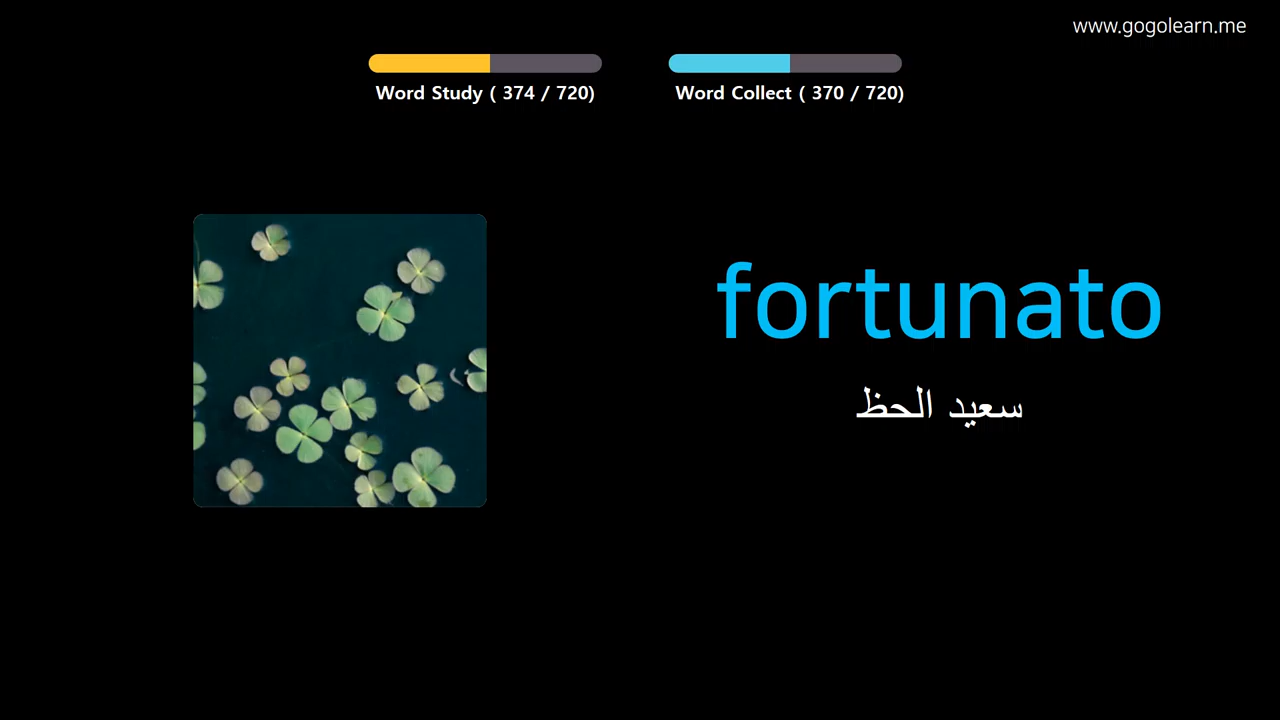 www.gogolearn.me
Word Study ( 374 / 720)
Word Collect ( 370 / 720)
fortunato
سعيد الحظ